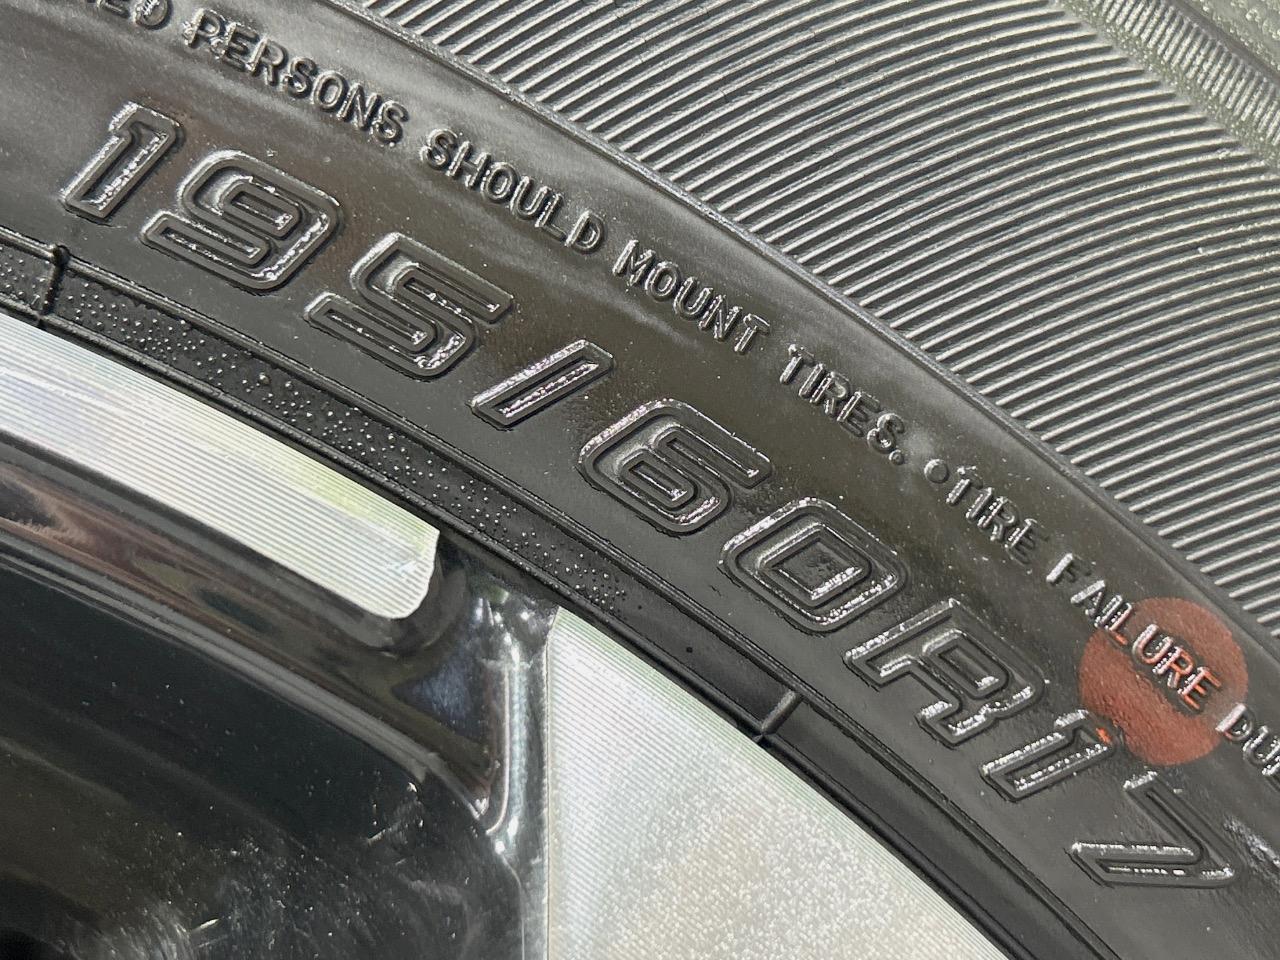 PERSONS SHOULD MOUNT TIRES. •TIRE FAILURE
195/60R17